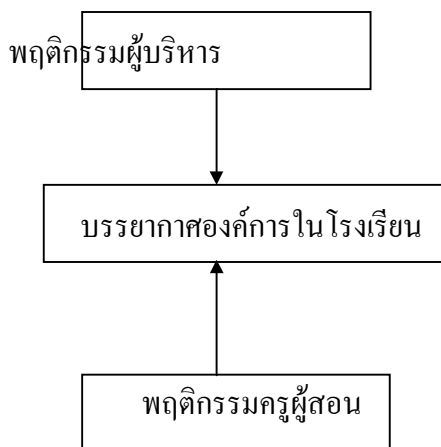 พฤติกรรมผู้บริหาร
บรรยากาศองค์การในโรงเรียน
พฤติกรรมครูผู้สอน